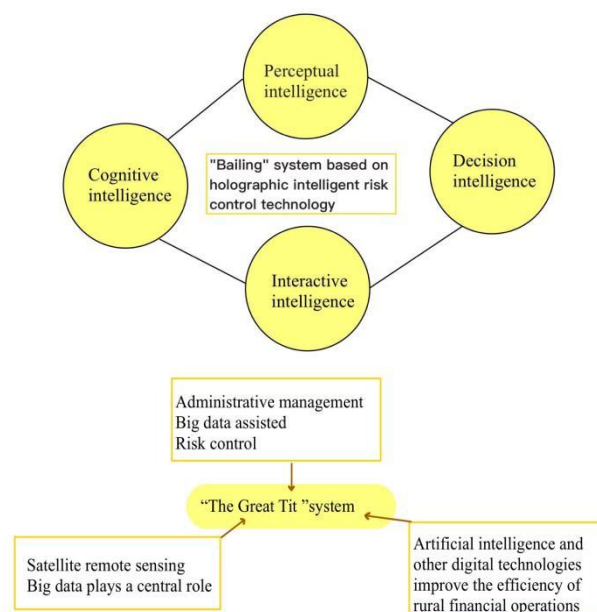 Perceptual
intelligence
Cognitive
intelligence
"Bailing" system based on
holographic intelligent risk
control technology
Decision
intelligence
Interactive
intelligence
Administrative management
Big data assisted
Risk control
“The Great Tit ”system
Satellite remote sensing
Big data plays a central role
Artificial intelligence and
other digital technologies
improve the efficiency of
rural financial operations